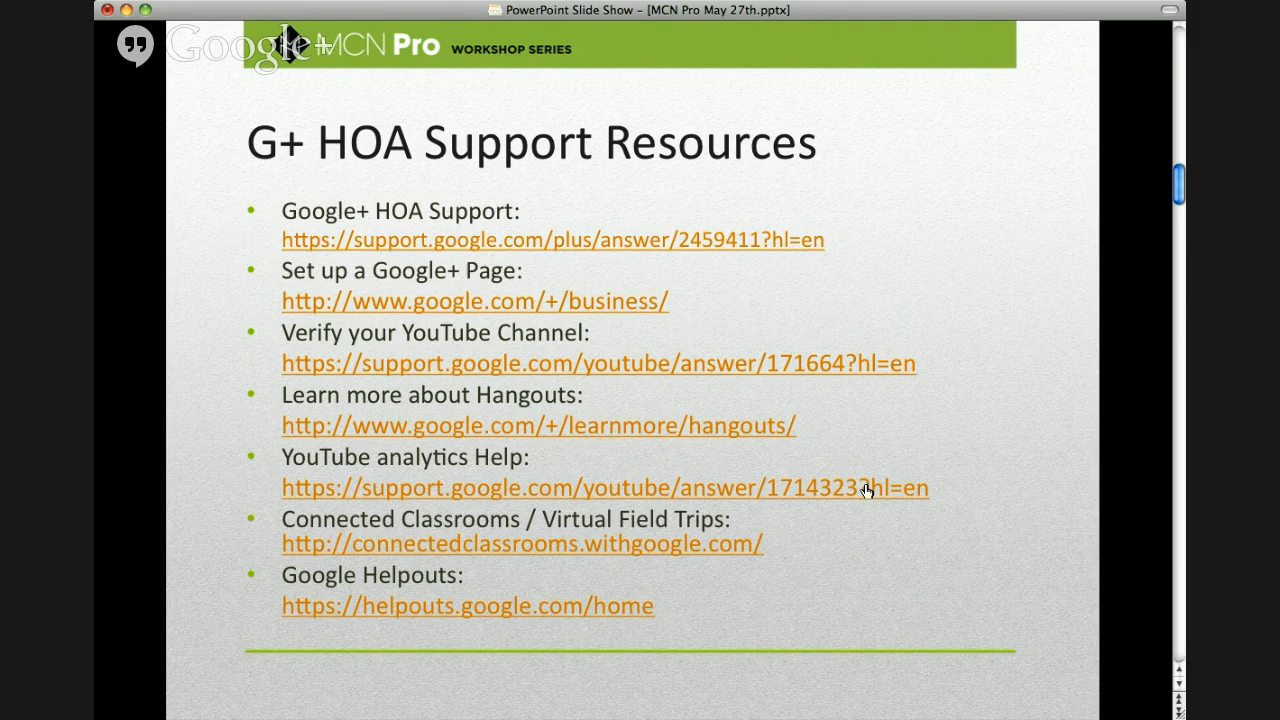 PowerPoint Slide Show - [MCN Pro May 27th.pptx]
Google+
MCN Pro WORKSHOP SERIES
G+ HOA Support Resources
• Google+ HOA Support:
https://support.google.com/plus/answer/2459411?hl=en
• Set up a Google+ Page:
http://www.google.com/+/business/
• Verify your YouTube Channel:
https://support.google.com/youtube/answer/171664?hl=en
• Learn more about Hangouts:
http://www.google.com/+/learnmore/hangouts/
• YouTube analytics Help:
https://support.google.com/youtube/answer/1714323?hl=en
• Connected Classrooms / Virtual Field Trips:
http://connectedclassrooms.withgoogle.com/
• Google Helpouts:
https://helpouts.google.com/home